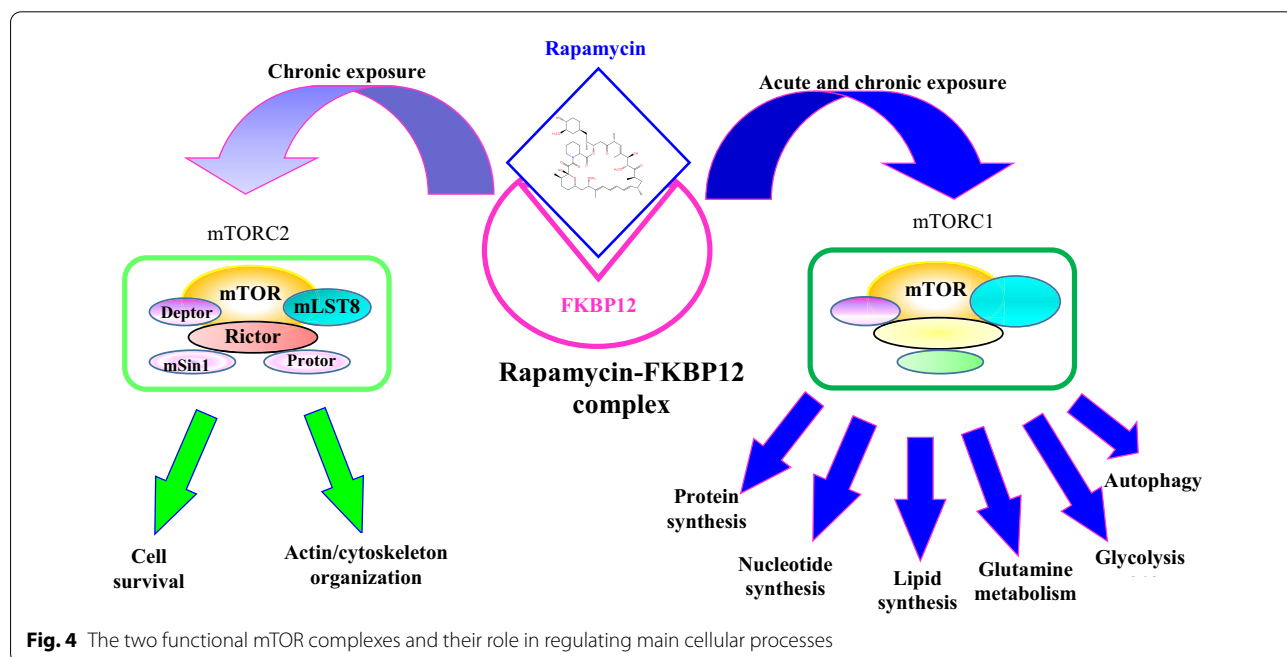 Rapamycin
Chronic exposure
Acute and chronic exposure
mTORC2
mTORC1
mTOR
Deptor
mLST8
Rictor
mSin1
Protor
FKBP12
Rapamycin-FKBP12
complex
mTOR
Cell
survival
Actin/cytoskeleton
organization
Protein
synthesis
Nucleotide
synthesis
Lipid
synthesis
Glutamine
metabolism
Glycolysis
Autophagy
Fig. 4 The two functional mTOR complexes and their role in regulating main cellular processes